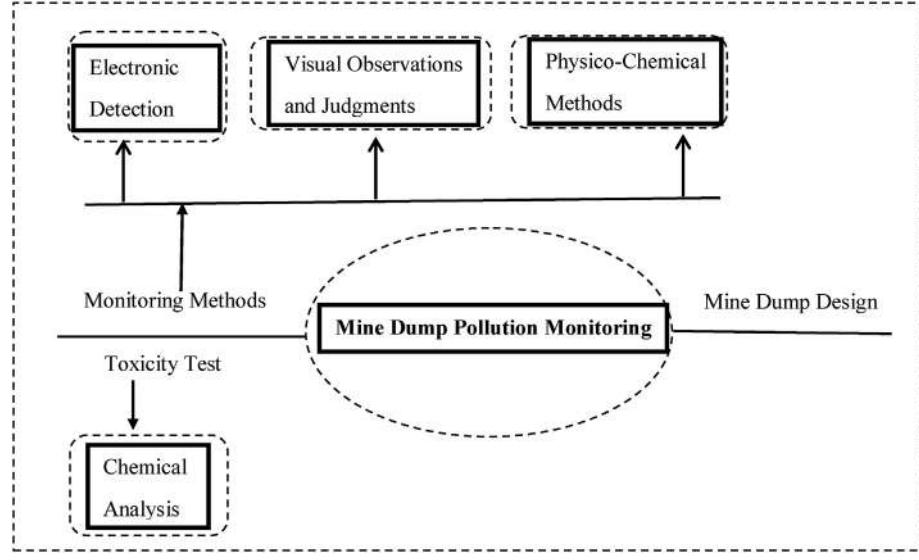 Electronic
Detection
Visual Observations
and Judgments
Physico-Chemical
Methods
Monitoring Methods
Mine Dump Pollution Monitoring
Mine Dump Design
Toxicity Test
Chemical
Analysis